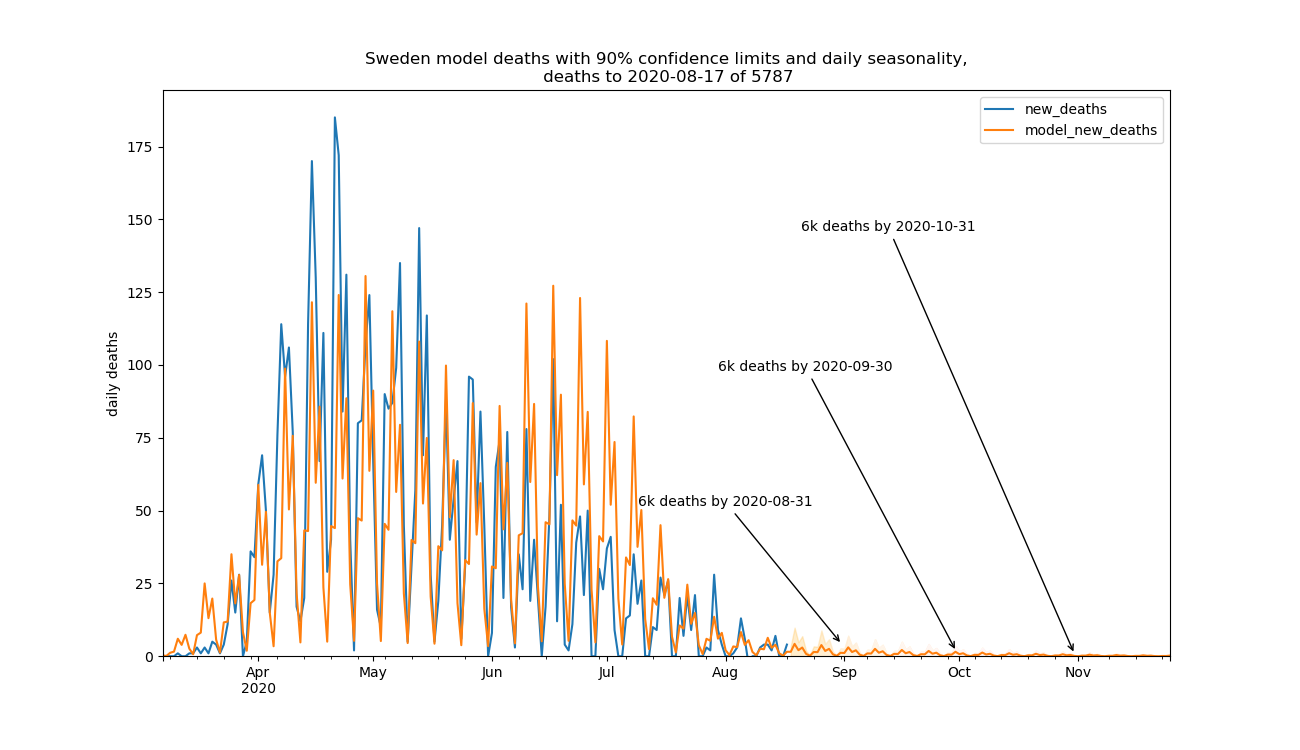 Sweden model deaths with 90% confidence limits and daily seasonality,
deaths to 2020-08-17 of 5787
new_deaths
model_new_deaths
daily deaths
175
150
125
100
75
50
25
0
6k deaths by 2020-10-31
6k deaths by 2020-09-30
6k deaths by 2020-08-31
Apr
2020
May
Jun
Jul
Aug
Sep
Oct
Nov